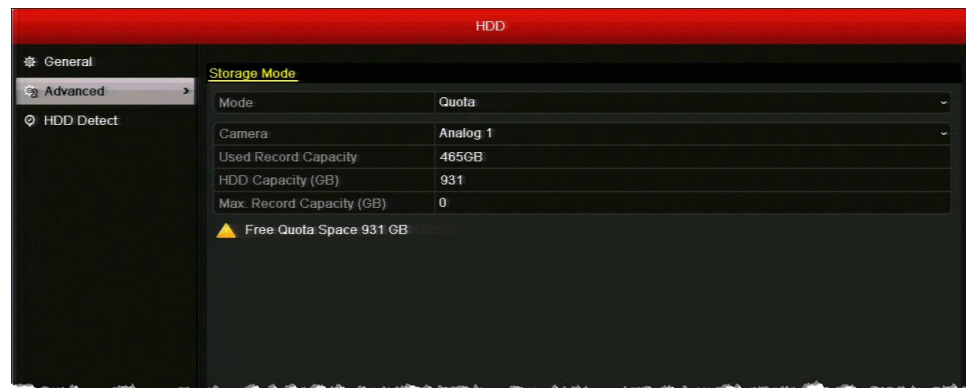 HDD
General
Storage Mode
Advanced >
Mode Quota
HDD Detect
Camera Analog 1
Used Record Capacity 465GB
HDD Capacity (GB) 931
Max. Record Capacity (GB) 0
Free Quota Space 931 GB